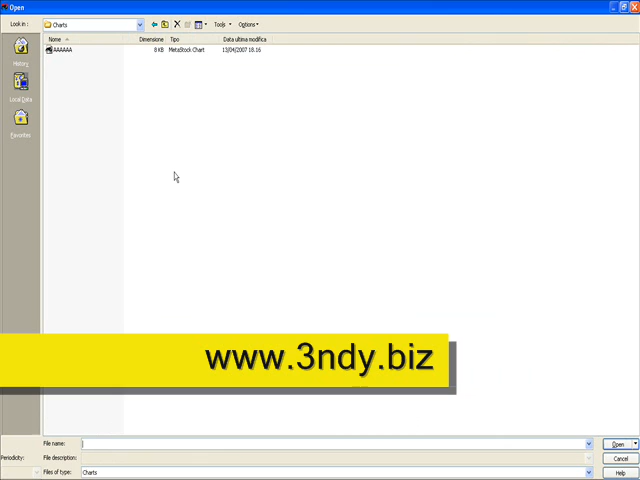 Open
Look in: Charts Tools Options
Nome Dimensione Tipo Data ultima modifica
AAAAAA 8 KB MetaStock Chart 13/04/2007 18.16
History
Local Data
Favorites
www.3ndy.biz
File name: Open
Periodicity: File description: Cancel
Files of type: Charts Help